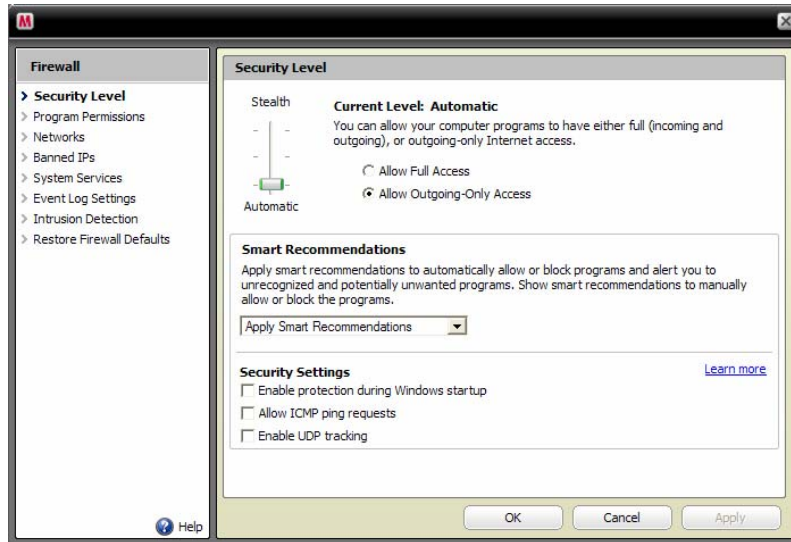 Firewall
Security Level
Program Permissions
Networks
Banned IPs
System Services
Event Log Settings
Intrusion Detection
Restore Firewall Defaults
Help
Security Level
Stealth
Automatic
Current Level: Automatic
You can allow your computer programs to have either full (incoming and
outgoing), or outgoing-only Internet access.
Allow Full Access
Allow Outgoing-Only Access
Smart Recommendations
Apply smart recommendations to automatically allow or block programs and alert you to
unrecognized and potentially unwanted programs. Show smart recommendations to manually
allow or block the programs.
Apply Smart Recommendations
Security Settings
Learn more
Enable protection during Windows startup
Allow ICMP ping requests
Enable UDP tracking
OK
Cancel
Apply